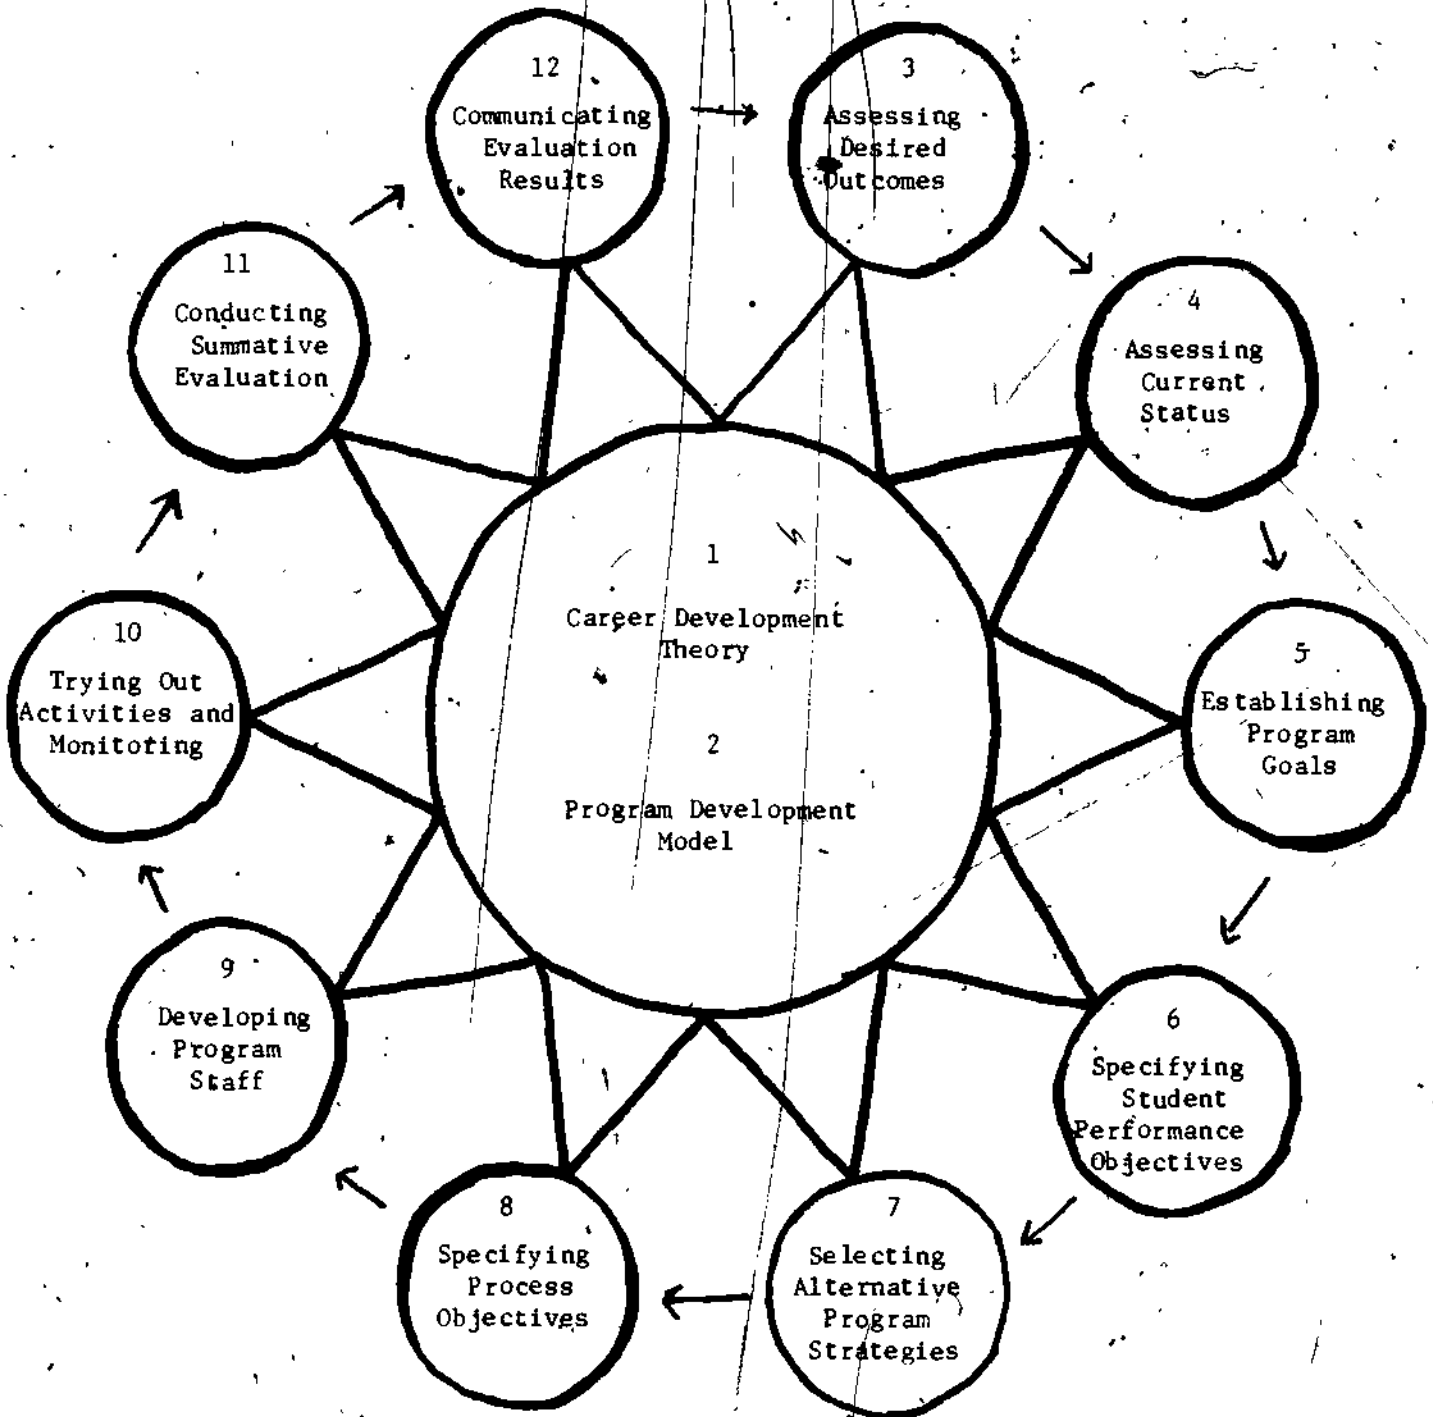 12
Communicating
Evaluation
Results
3
Assessing
Desired
Outcomes
4
Assessing
Current
Status
5
Establishing
Program
Goals
6
Specifying
Student
Performance
Objectives
7
Selecting
Alternative
Program
Strategies
8
Specifying
Process
Objectives
9
Developing
Program
Staff
10
Trying Out
Activities and
Monitoring
11
Conducting
Summative
Evaluation
1
Career Development
Theory
2
Program Development
Model